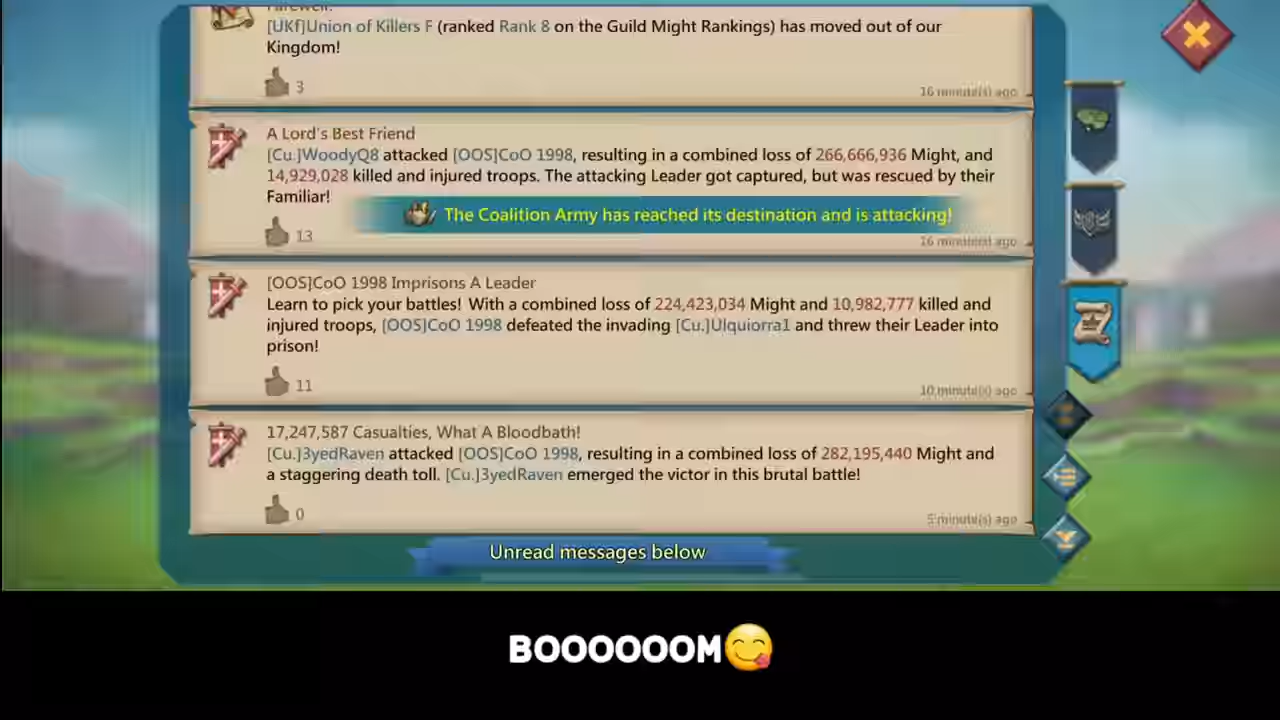 Farewell!
[UKf]Union of Killers F (ranked Rank 8 on the Guild Might Rankings) has moved out of our
Kingdom!
3
16 minute(s) ago
A Lord's Best Friend
[Cu.]WoodyQ8 attacked [OOS]CoO 1998, resulting in a combined loss of 266,666,936 Might, and
14,929,028 killed and injured troops. The attacking Leader got captured, but was rescued by their
Familiar!
The Coalition Army has reached its destination and is attacking!
13
16 minute(s) ago
[OOS]CoO 1998 Imprisons A Leader
Learn to pick your battles! With a combined loss of 224,423,034 Might and 10,982,777 killed and
injured troops, [OOS]CoO 1998 defeated the invading [Cu.]Ulquiorra1 and threw their Leader into
prison!
11
10 minute(s) ago
17,247,587 Casualties, What A Bloodbath!
[Cu.]3yedRaven attacked [OOS]CoO 1998, resulting in a combined loss of 282,195,440 Might and
a staggering death toll. [Cu.]3yedRaven emerged the victor in this brutal battle!
0
5 minute(s) ago
Unread messages below
BOOOOOOM😋